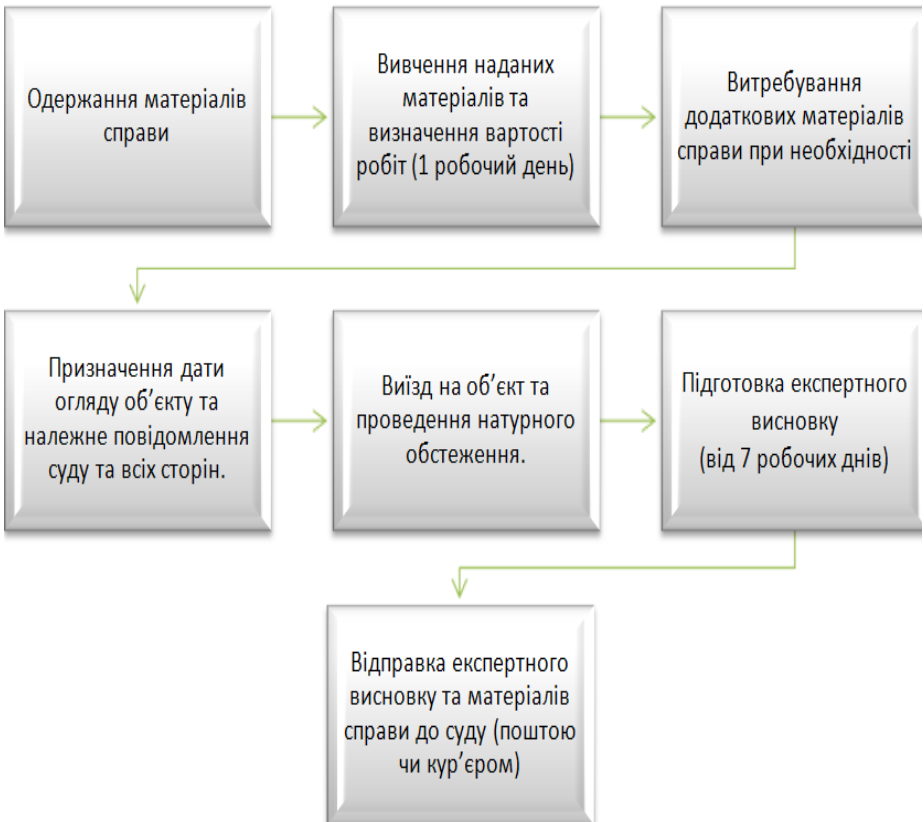 Одержання матеріалів
справи
Вивчення наданих
матеріалів та
визначення вартості
робіт (1 робочий день)
Витребування
додаткових матеріалів
справи при необхідності
Призначення дати
огляду об’єкту та
належне повідомлення
суду та всіх сторін.
Виїзд на об’єкт та
проведення натурного
обстеження.
Підготовка експертного
висновку
(від 7 робочих днів)
Відправка експертного
висновку та матеріалів
справи до суду (поштою
чи кур’єром)